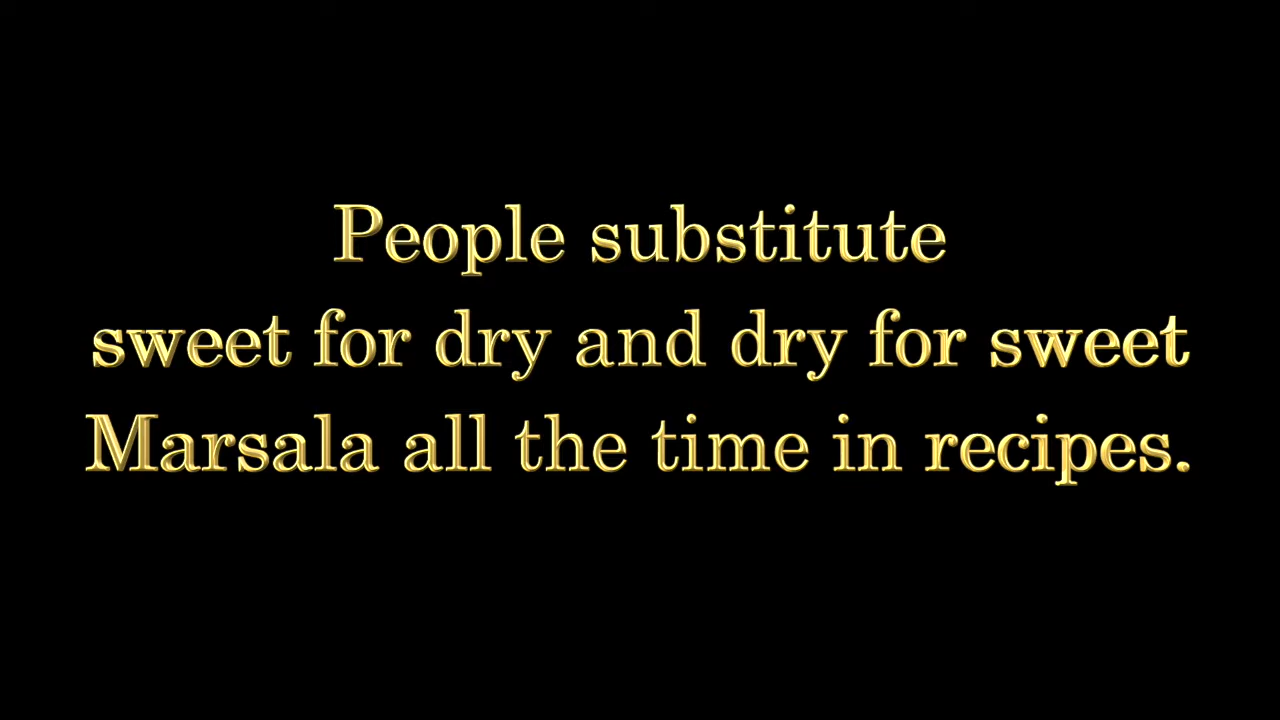 People substitute
sweet for dry and dry for sweet
Marsala all the time in recipes.